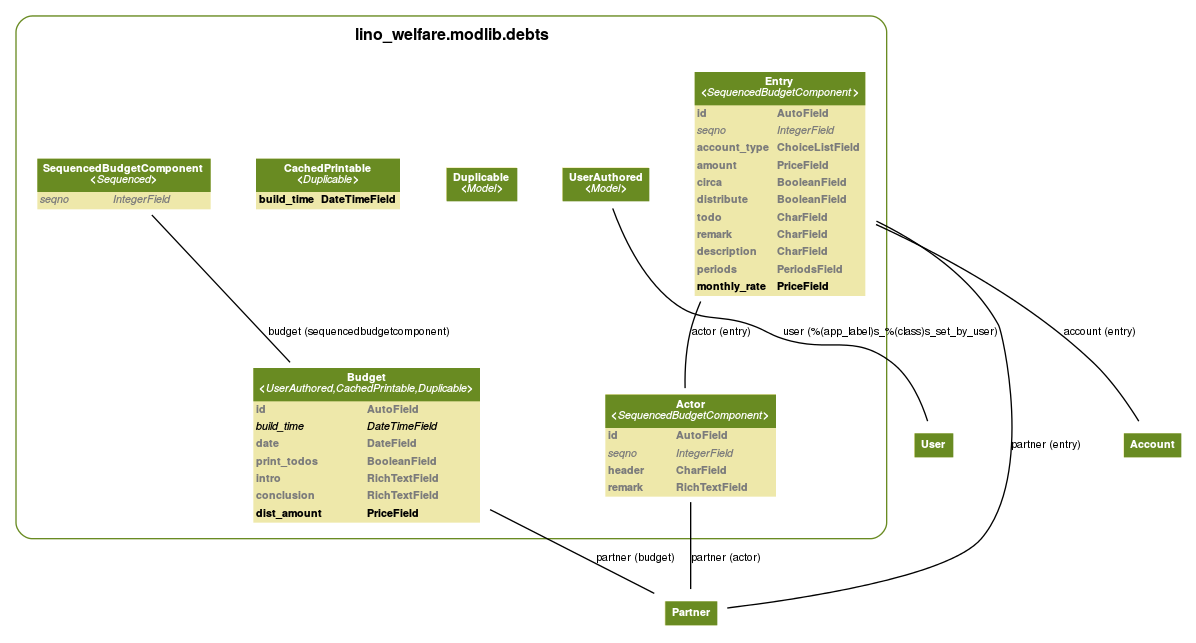 lino_welfare.modlib.debts
Entry
<SequencedBudgetComponent >
id AutoField
seqno IntegerField
account_type ChoiceListField
amount PriceField
circa BooleanField
distribute BooleanField
todo CharField
remark CharField
description CharField
periods PeriodsField
monthly_rate PriceField
SequencedBudgetComponent
<Sequenced>
seqno IntegerField
CachedPrintable
<Duplicable>
build_time DateTimeField
Duplicable
<Model>
UserAuthored
<Model>
budget (sequencedbudgetcomponent)
actor (entry)
user (%(app_label)s_%(class)s_set_by_user)
account (entry)
Budget
<UserAuthored,CachedPrintable,Duplicable>
id AutoField
build_time DateTimeField
date DateField
print_todos BooleanField
intro RichTextField
conclusion RichTextField
dist_amount PriceField
Actor
<SequencedBudgetComponent>
id AutoField
seqno IntegerField
header CharField
remark RichTextField
User
partner (entry)
Account
partner (budget)
partner (actor)
Partner